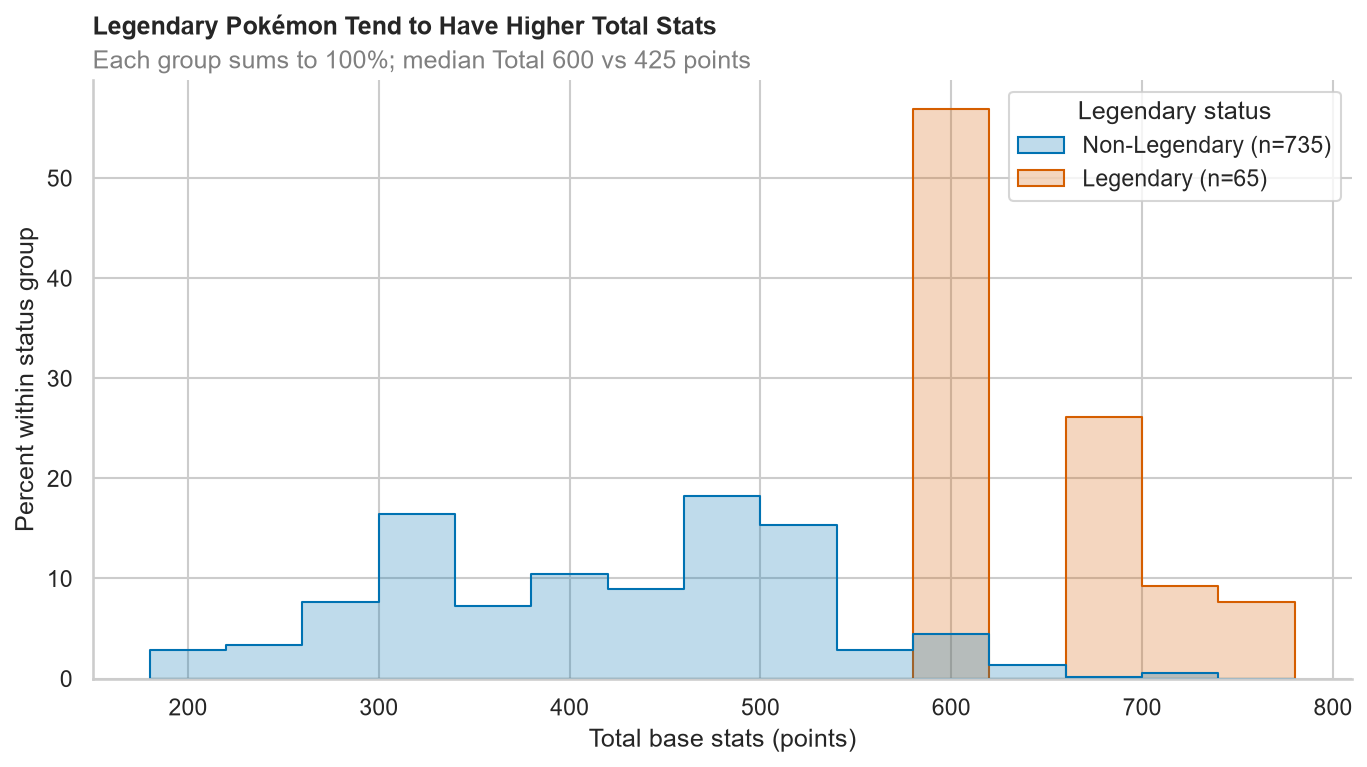 Legendary Pokémon Tend to Have Higher Total Stats
Each group sums to 100%; median Total 600 vs 425 points
Legendary status
Non-Legendary (n=735)
Legendary (n=65)
Percent within status group
50
40
30
20
10
0
200
300
400
500
600
700
800
Total base stats (points)